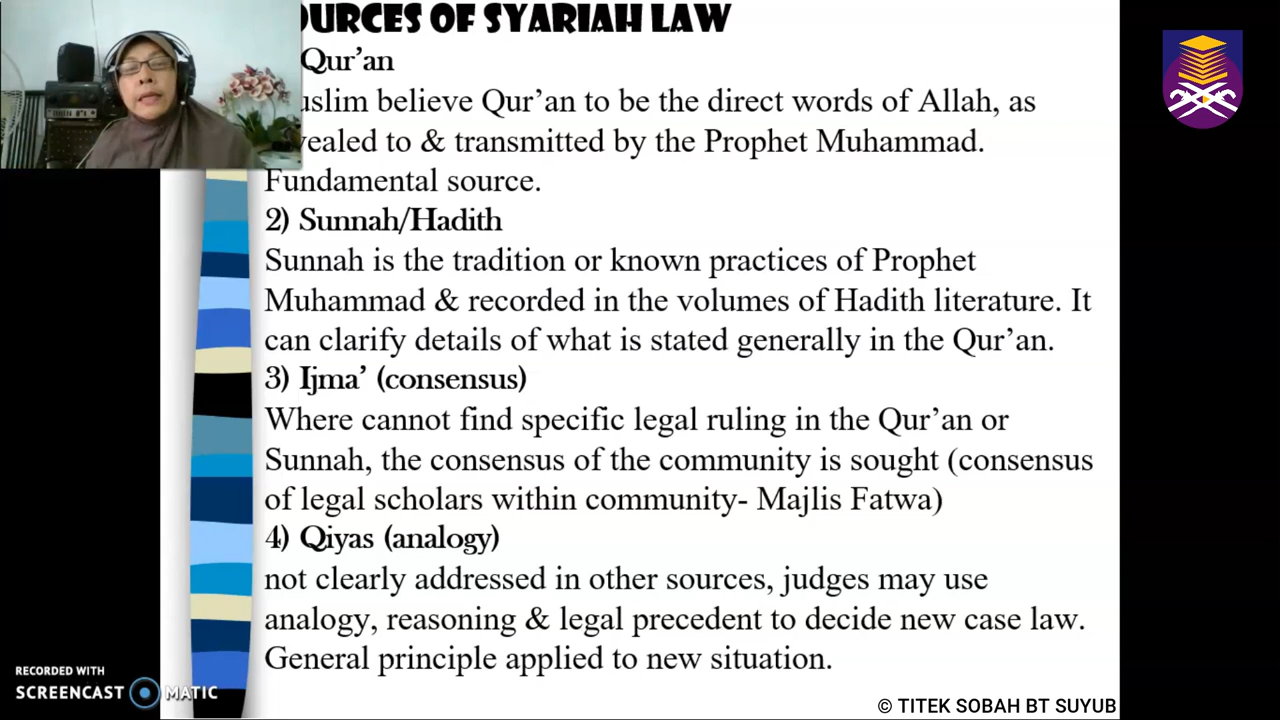 OURCES OF SYARIAH LAW
Qur'an
uslim believe Qur'an to be the direct words of Allah, as
vealed to & transmitted by the Prophet Muhammad.
Fundamental source.
2) Sunnah/Hadith
Sunnah is the tradition or known practices of Prophet
Muhammad & recorded in the volumes of Hadith literature. It
can clarify details of what is stated generally in the Qur'an.
3) Ijma' (consensus)
Where cannot find specific legal ruling in the Qur'an or
Sunnah, the consensus of the community is sought (consensus
of legal scholars within community- Majlis Fatwa)
4) Qiyas (analogy)
not clearly addressed in other sources, judges may use
analogy, reasoning & legal precedent to decide new case law.
General principle applied to new situation.
RECORDED WITH
SCREENCAST MATIC
© TITEK SOBAH BT SUYUB